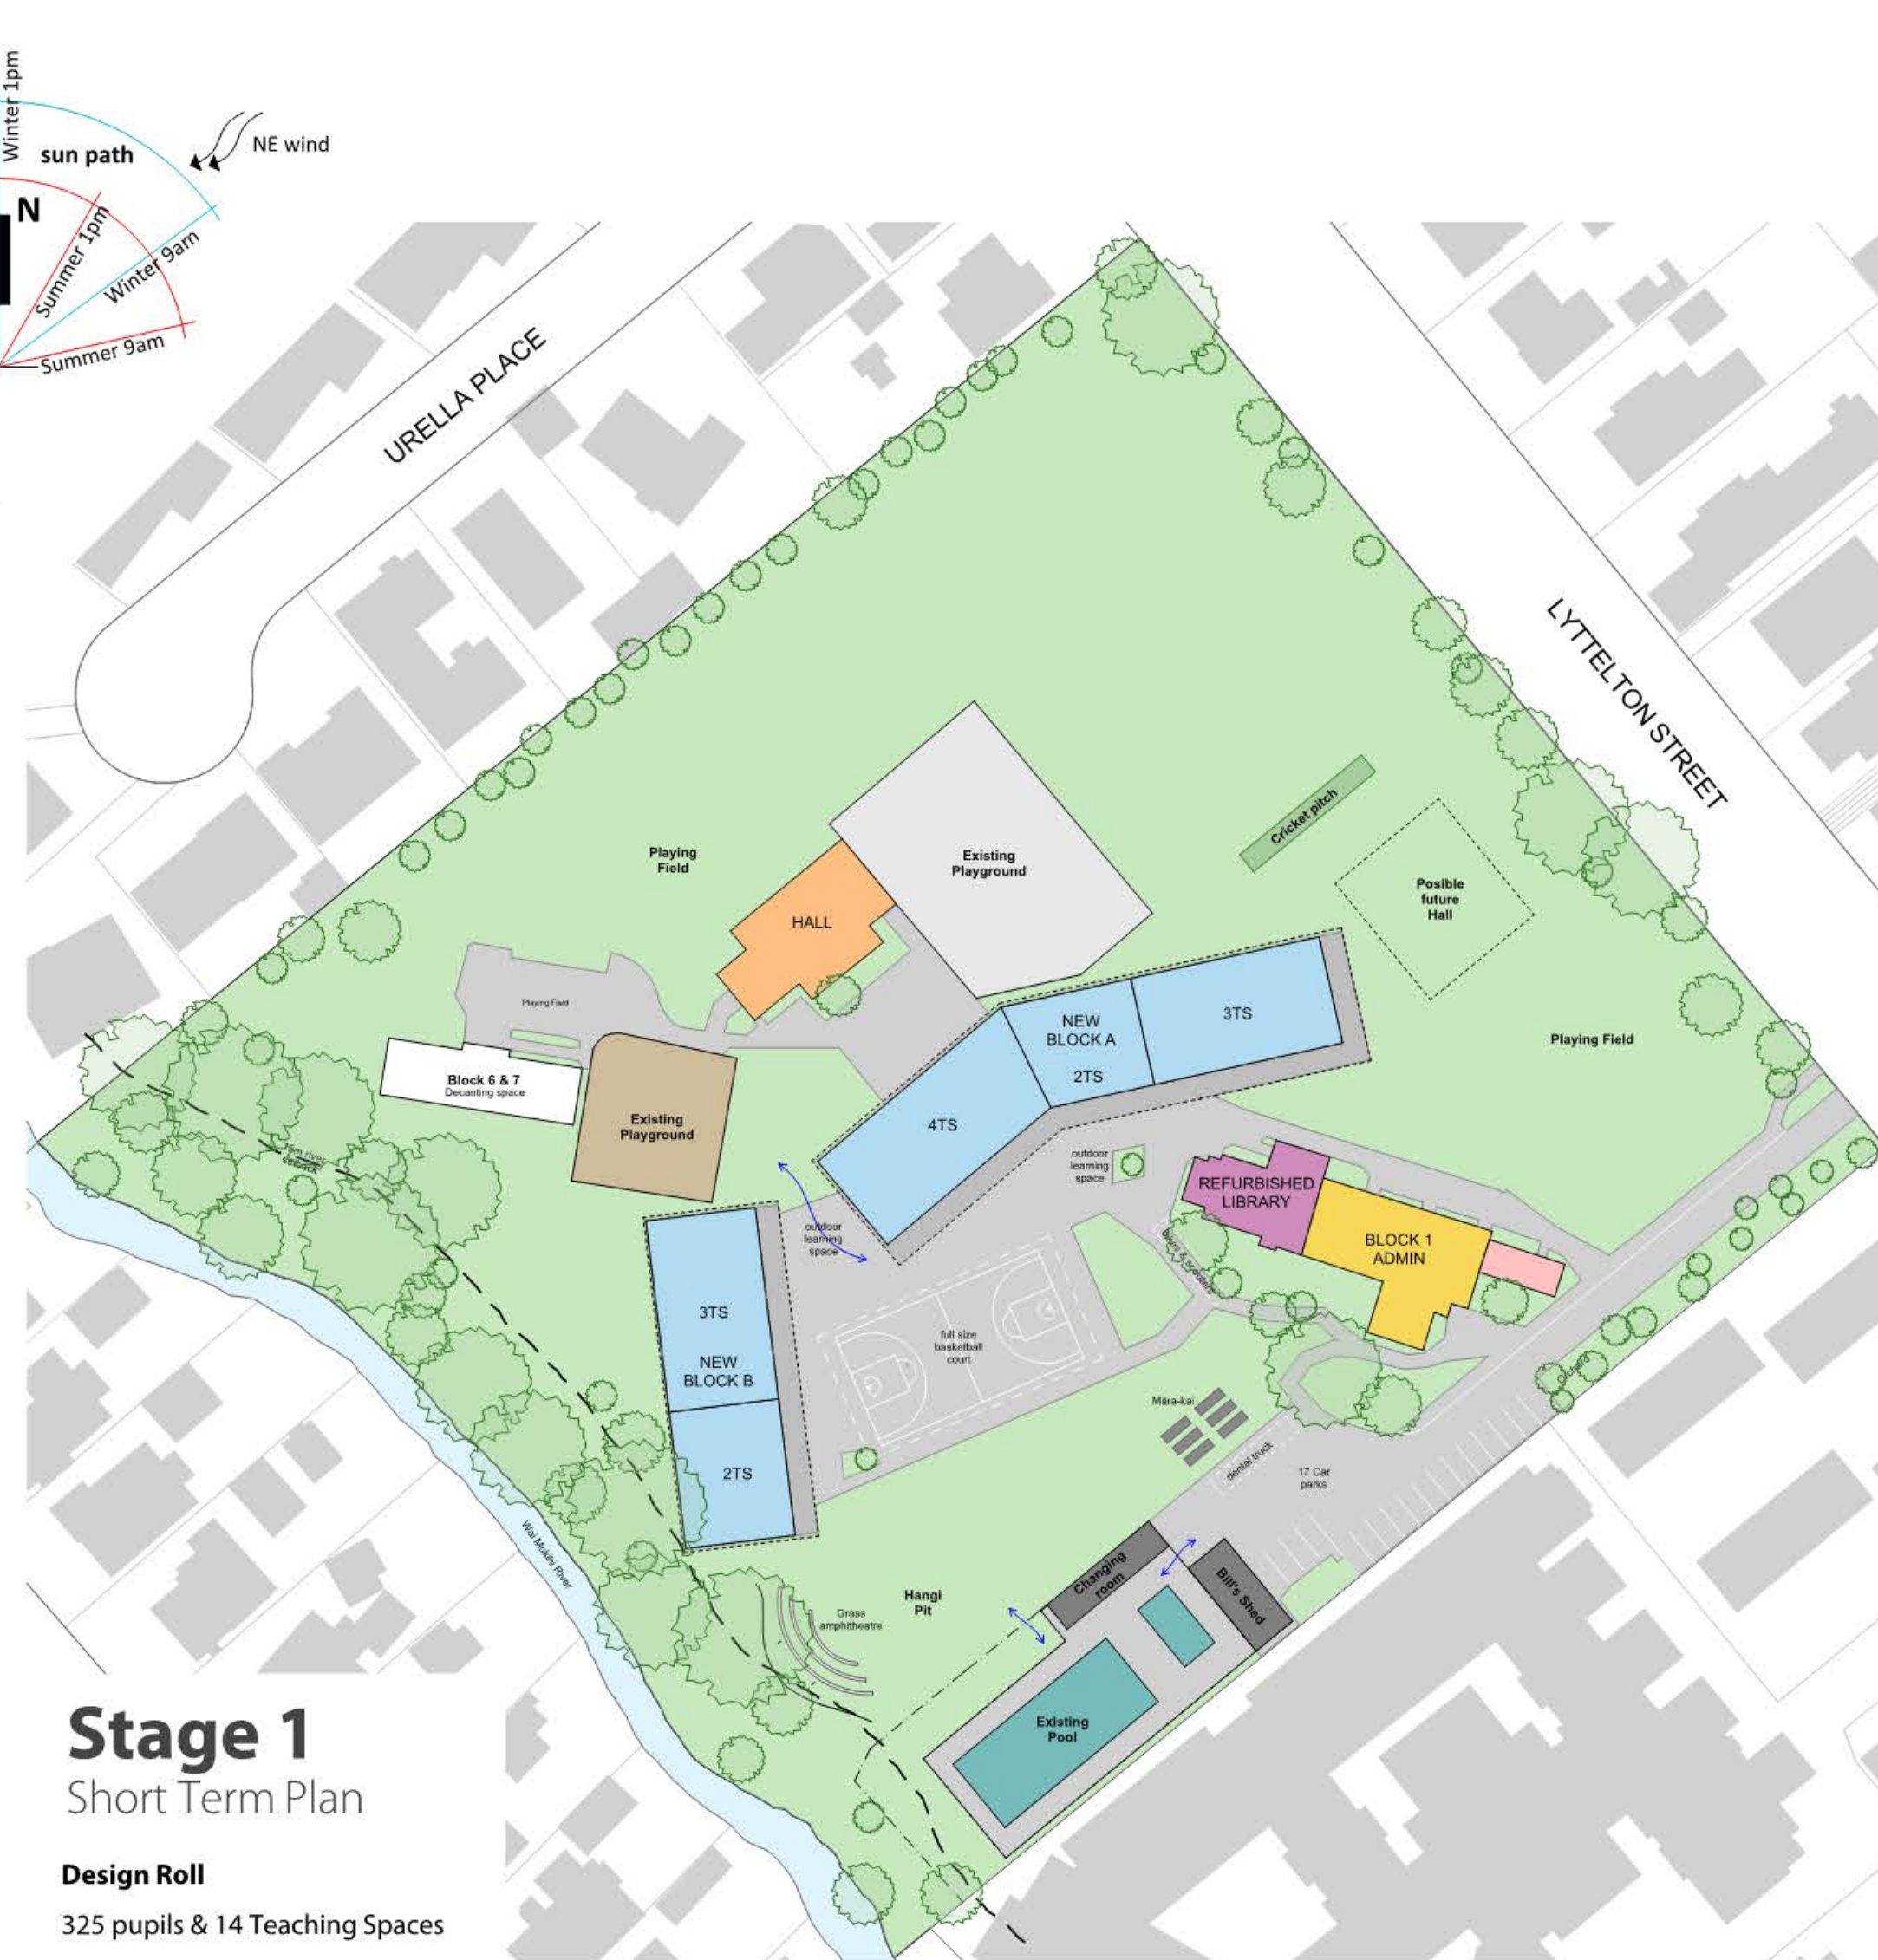 Winter 1pm
sun path
NE wind
N
Summer 1pm
Winter 9am
Summer 9am
URELLA PLACE
LYTTELTON STREET
Cricket pitch
Playing
Field
Existing
Playground
Posible
future
Hall
HALL
Playing Field
NEW
BLOCK A
2TS
3TS
Playing Field
Block 6 & 7
Decanting space
Existing
Playground
4TS
outdoor
learning
space
REFURBISHED
LIBRARY
BLOCK 1
ADMIN
river
setback
outdoor
learning
space
bikes & scooters
3TS
NEW
BLOCK B
full size
basketball
court
2TS
Māra-kai
dental truck
17 Car
parks
Wai Mokihi River
Changing
room
Bill's Shed
Hangi
Pit
Grass
amphitheatre
Existing
Pool
Stage 1
Short Term Plan
Design Roll
325 pupils & 14 Teaching Spaces